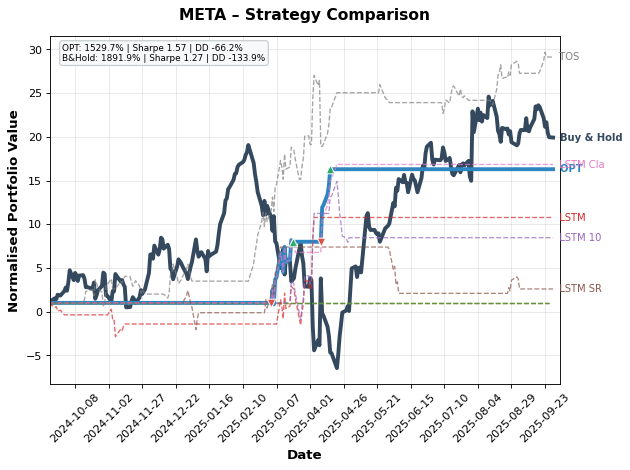 META – Strategy Comparison
OPT: 1529.7% | Sharpe 1.57 | DD -66.2%
B&Hold: 1891.9% | Sharpe 1.27 | DD -133.9%
Normalised Portfolio Value
30
25
20
15
10
5
0
−5
TOS
Buy & Hold
LSTM Cla
OPT
LSTM
LSTM 10
LSTM SR
2024-10-08
2024-11-02
2024-11-27
2024-12-22
2025-01-16
2025-02-10
2025-03-07
2025-04-01
2025-04-26
2025-05-21
2025-06-15
2025-07-10
2025-08-04
2025-08-29
2025-09-23
Date